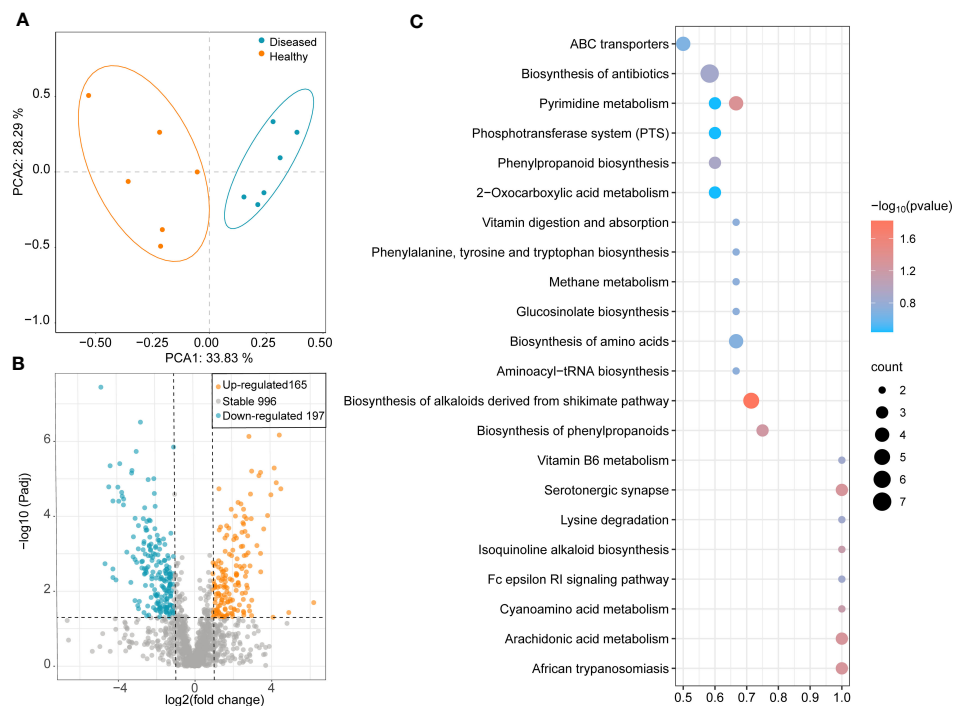 A
Diseased
Healthy
0.5
0.0
−0.5
−1.0
PCA2: 28.29 %
−0.50
−0.25
0.00
0.25
0.50
PCA1: 33.83 %
B
Up-regulated165
Stable 996
Down-regulated 197
6
4
2
0
−log10 (Padj)
−4
0
4
log2(fold change)
C
ABC transporters
Biosynthesis of antibiotics
Pyrimidine metabolism
Phosphotransferase system (PTS)
Phenylpropanoid biosynthesis
2−Oxocarboxylic acid metabolism
Vitamin digestion and absorption
Phenylalanine, tyrosine and tryptophan biosynthesis
Methane metabolism
Glucosinolate biosynthesis
Biosynthesis of amino acids
Aminoacyl−tRNA biosynthesis
Biosynthesis of alkaloids derived from shikimate pathway
Biosynthesis of phenylpropanoids
Vitamin B6 metabolism
Serotonergic synapse
Lysine degradation
Isoquinoline alkaloid biosynthesis
Fc epsilon RI signaling pathway
Cyanoamino acid metabolism
Arachidonic acid metabolism
African trypanosomiasis
0.5
0.6
0.7
0.8
0.9
1.0
−log10(pvalue)
1.6
1.2
0.8
count
2
3
4
5
6
7